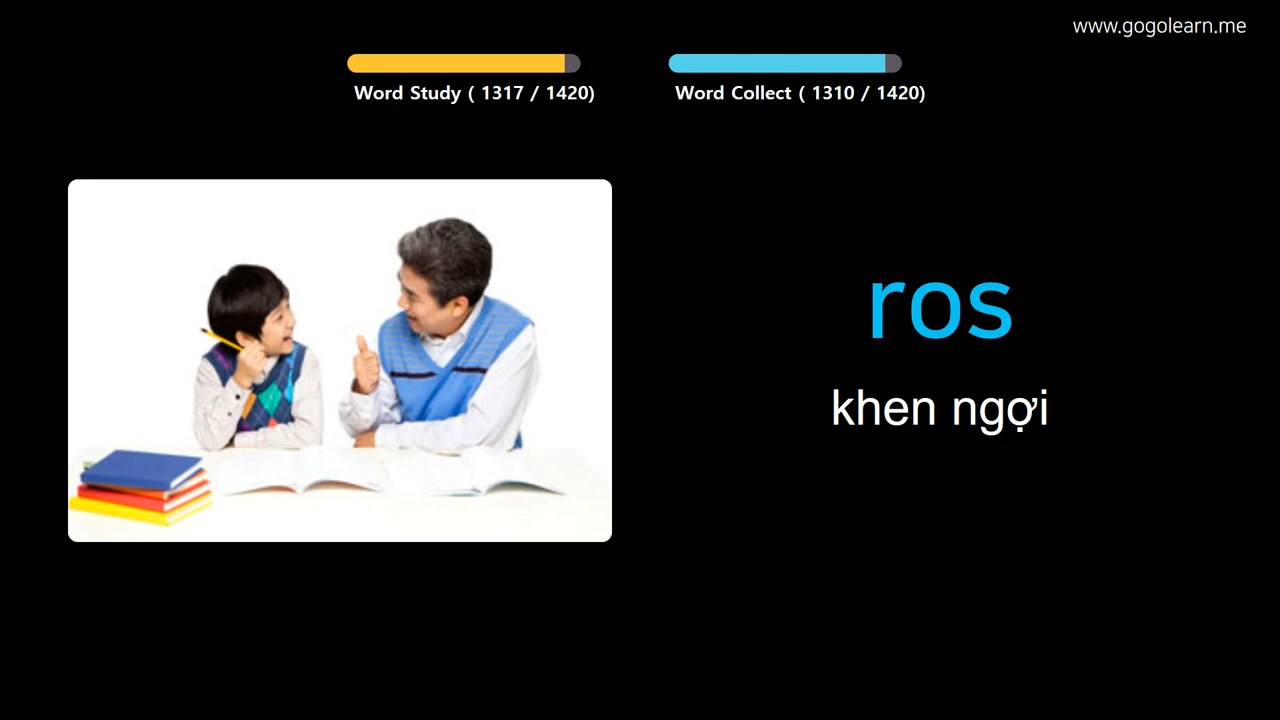 www.gogolearn.me
Word Study ( 1317 / 1420)
Word Collect ( 1310 / 1420)
ros
khen ngợi